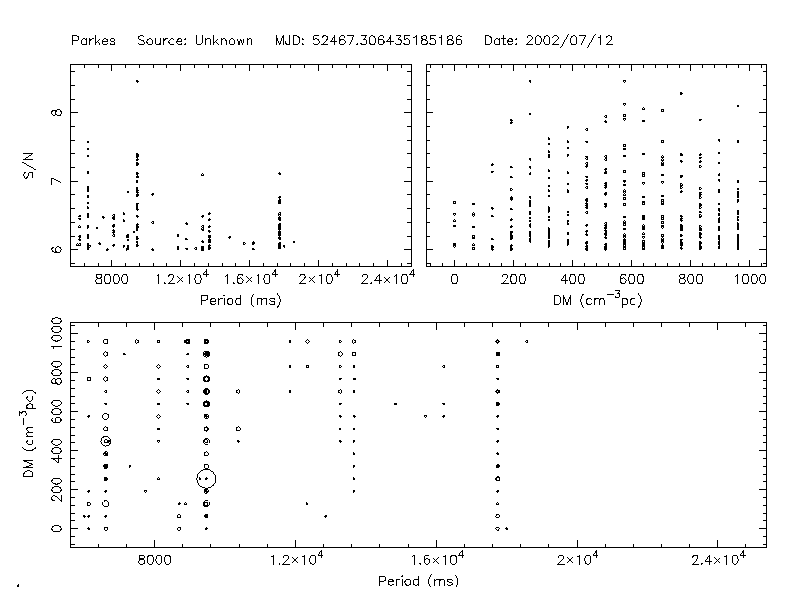 Parkes Source: Unknown MJD: 52467.306435185186 Date: 2002/07/12
8
7
6
S/N
8000 1.2×10⁴ 1.6×10⁴ 2×10⁴ 2.4×10⁴
Period (ms)
0 200 400 600 800 1000
DM (cm⁻³pc)
1000
800
600
400
200
0
DM (cm⁻³pc)
8000 1.2×10⁴ 1.6×10⁴ 2×10⁴ 2.4×10⁴
Period (ms)